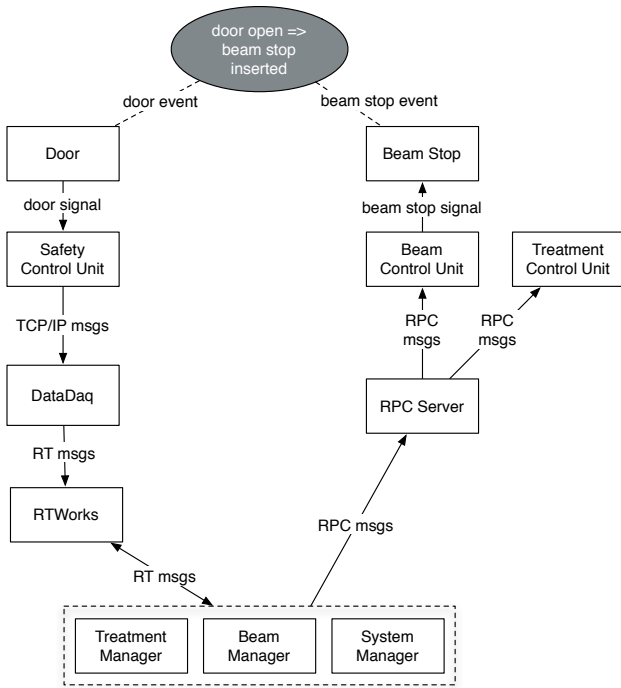 door open =>
beam stop
inserted
door event
beam stop event
Door
Beam Stop
door signal
beam stop signal
Safety
Control Unit
Beam
Control Unit
Treatment
Control Unit
TCP/IP msgs
RPC
msgs
RPC
msgs
DataDaq
RPC Server
RT msgs
RTWorks
RPC msgs
RT msgs
Treatment
Manager
Beam
Manager
System
Manager